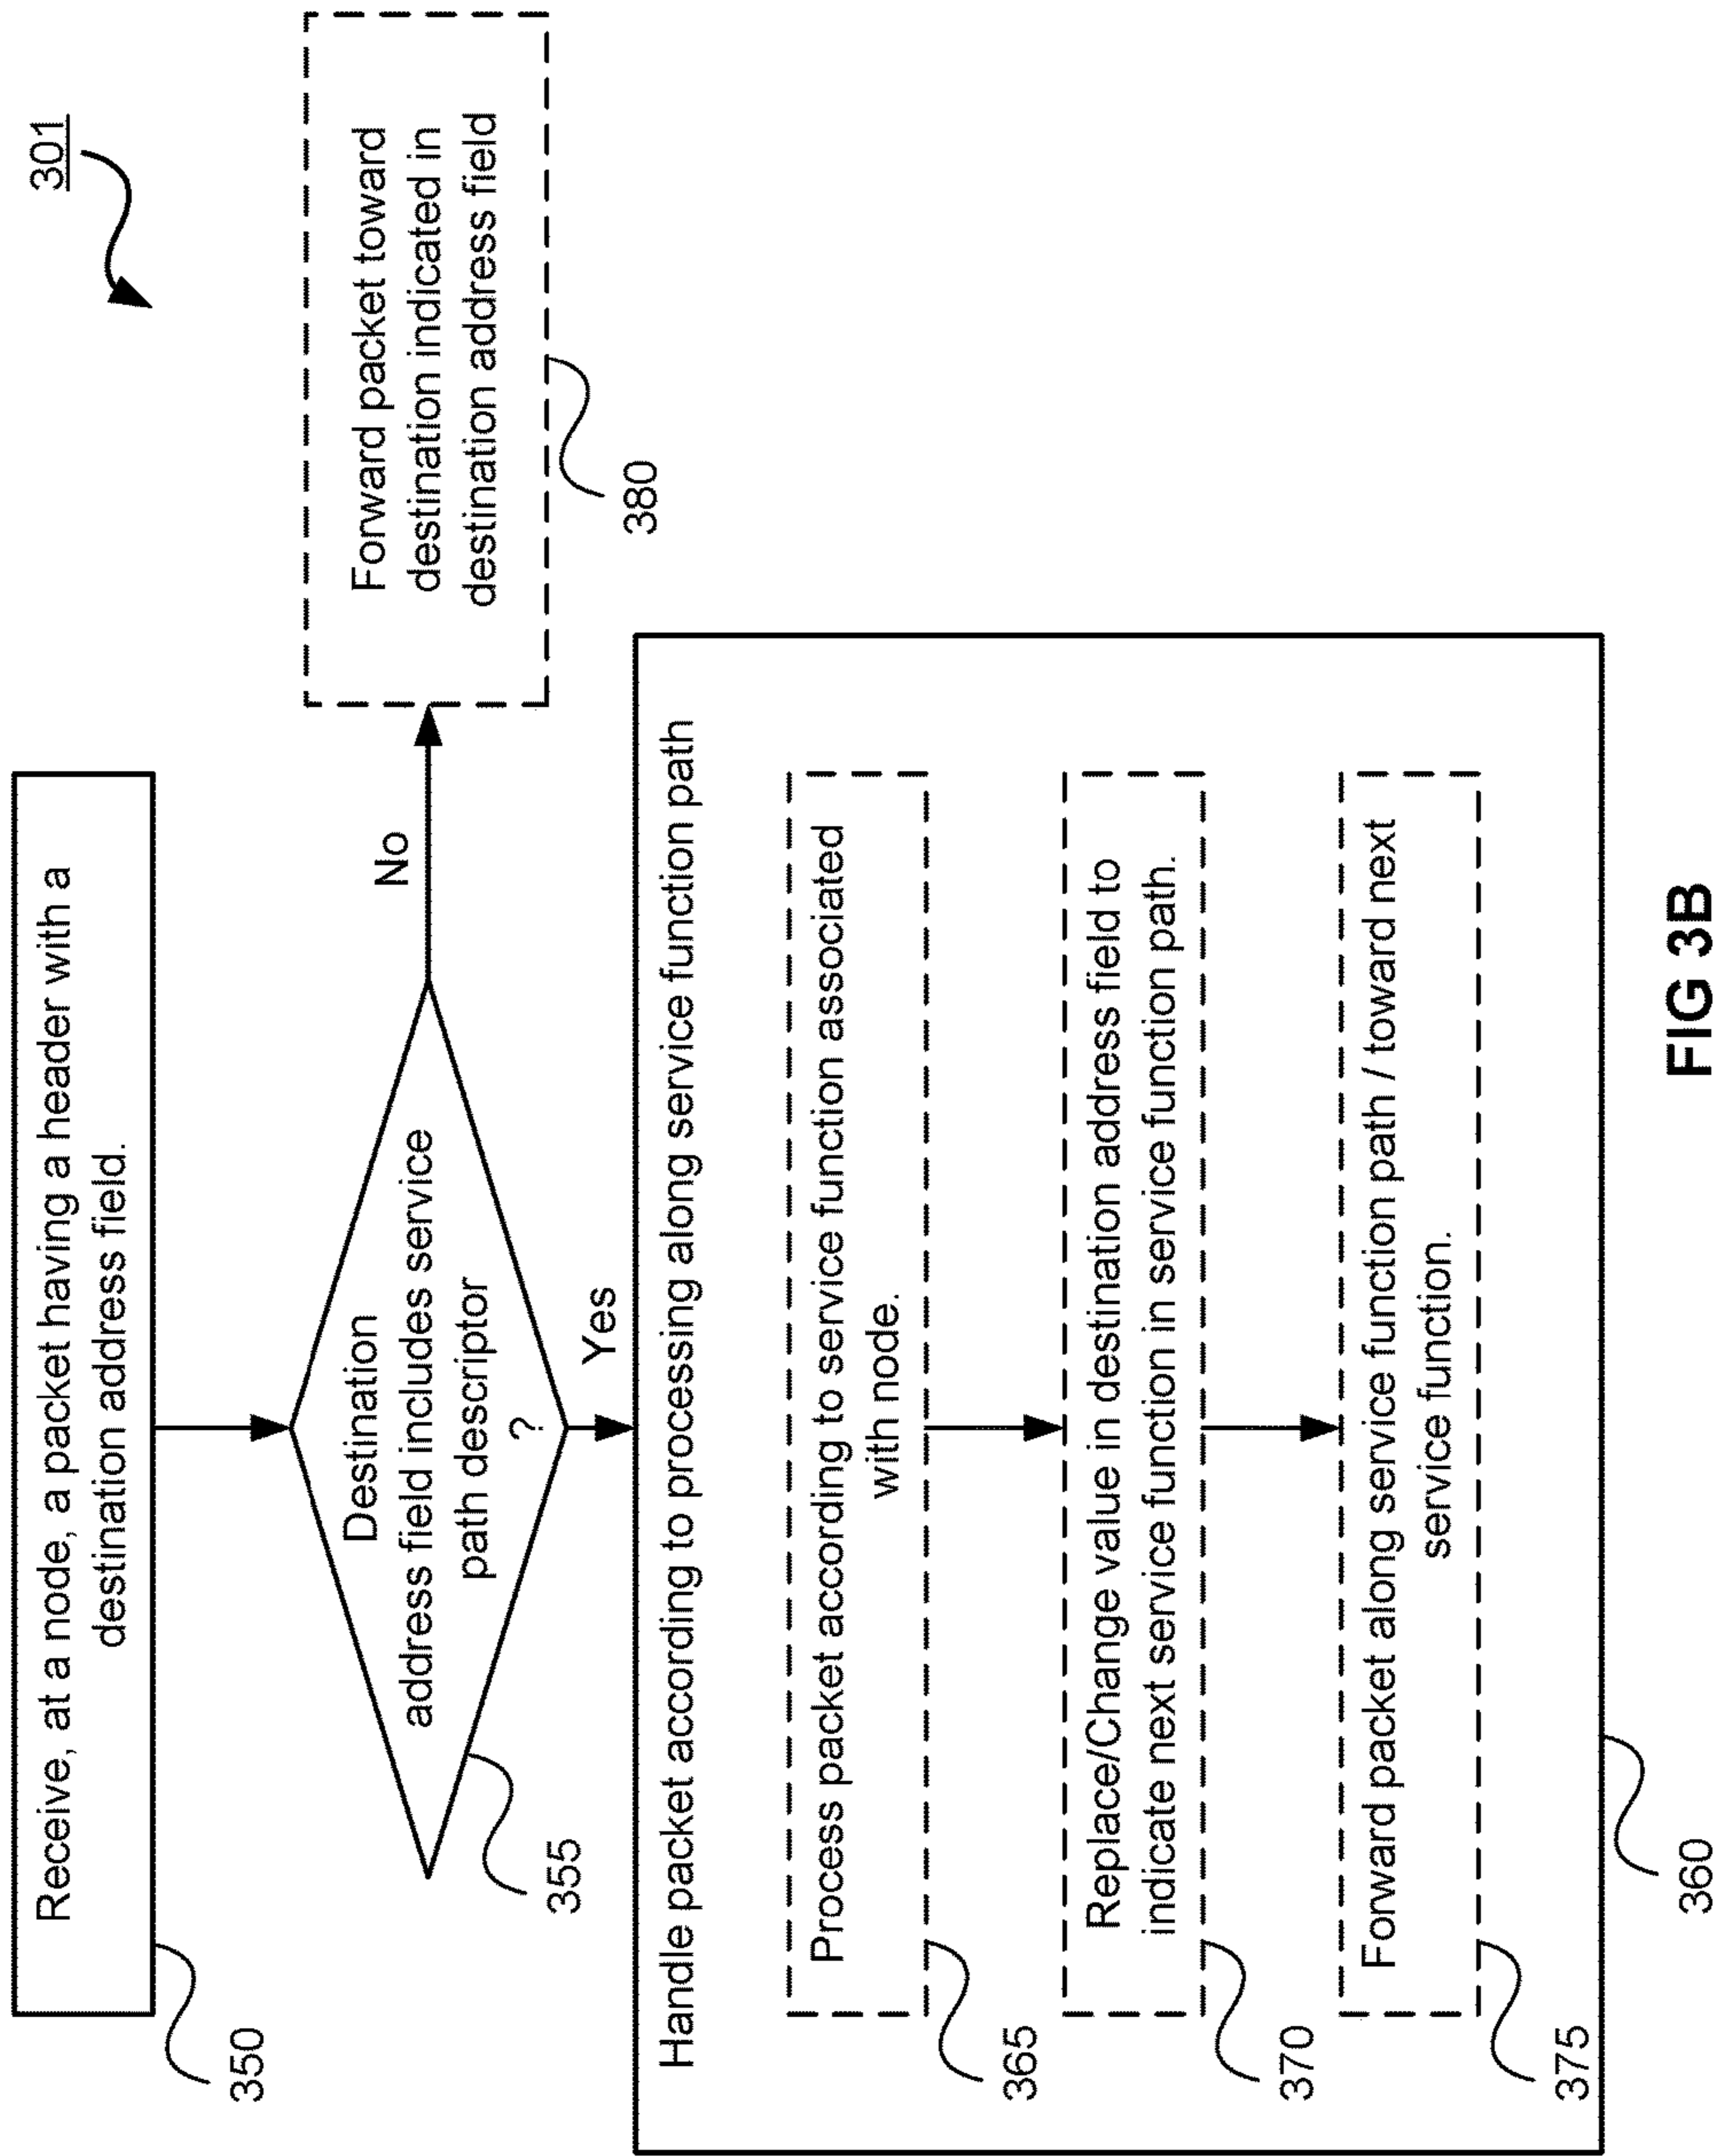 301
Receive, at a node, a packet having a header with a
destination address field.
350
Destination
address field includes service
path descriptor
?
355
No
Forward packet toward
destination indicated in
destination address field
380
Yes
Handle packet according to processing along service function path
Process packet according to service function associated
with node.
365
Replace/Change value in destination address field to
indicate next service function in service function path.
370
Forward packet along service function path / toward next
service function.
375
360
FIG 3B